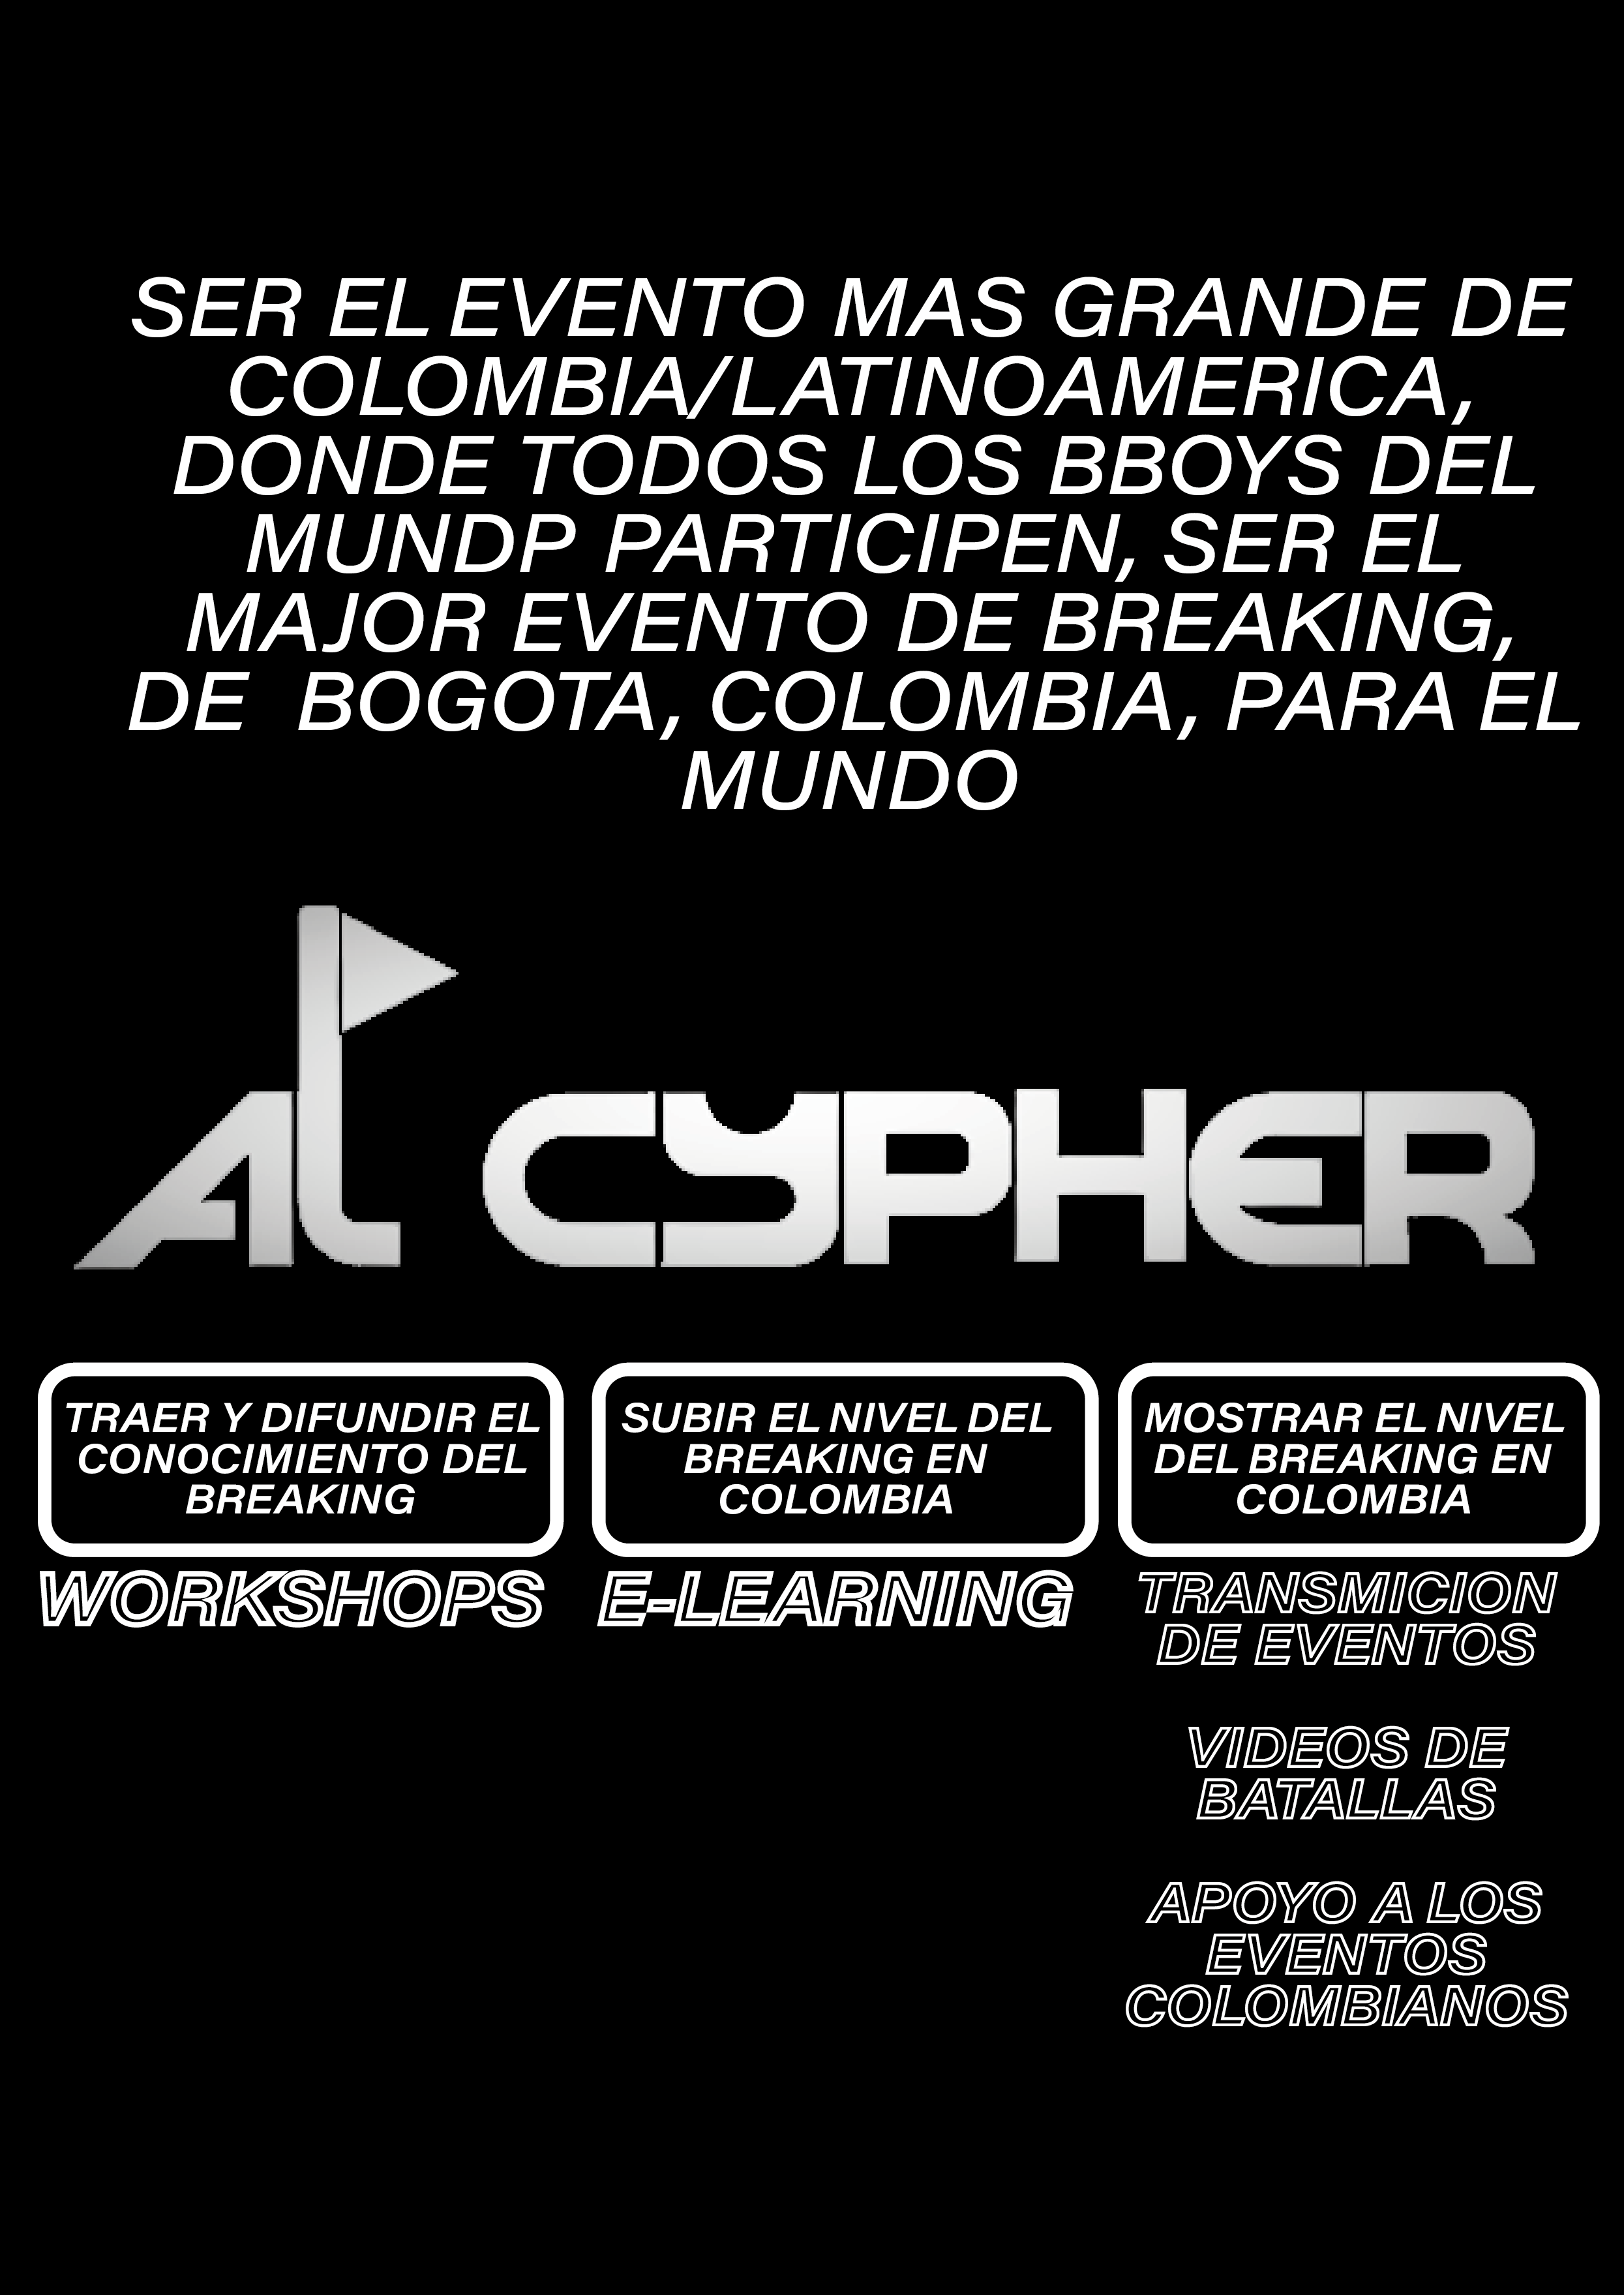 SER EL EVENTO MAS GRANDE DE
COLOMBIA/LATINOAMERICA,
DONDE TODOS LOS BBOYS DEL
MUNDP PARTICIPEN, SER EL
MAJOR EVENTO DE BREAKING,
DE BOGOTA, COLOMBIA, PARA EL
MUNDO
AL CYPHER
TRAER Y DIFUNDIR EL
CONOCIMIENTO DEL
BREAKING
WORKSHOPS
SUBIR EL NIVEL DEL
BREAKING EN
COLOMBIA
E-LEARNING
MOSTRAR EL NIVEL
DEL BREAKING EN
COLOMBIA
TRANSMICION
DE EVENTOS
VIDEOS DE
BATALLAS
APOYO A LOS
EVENTOS
COLOMBIANOS